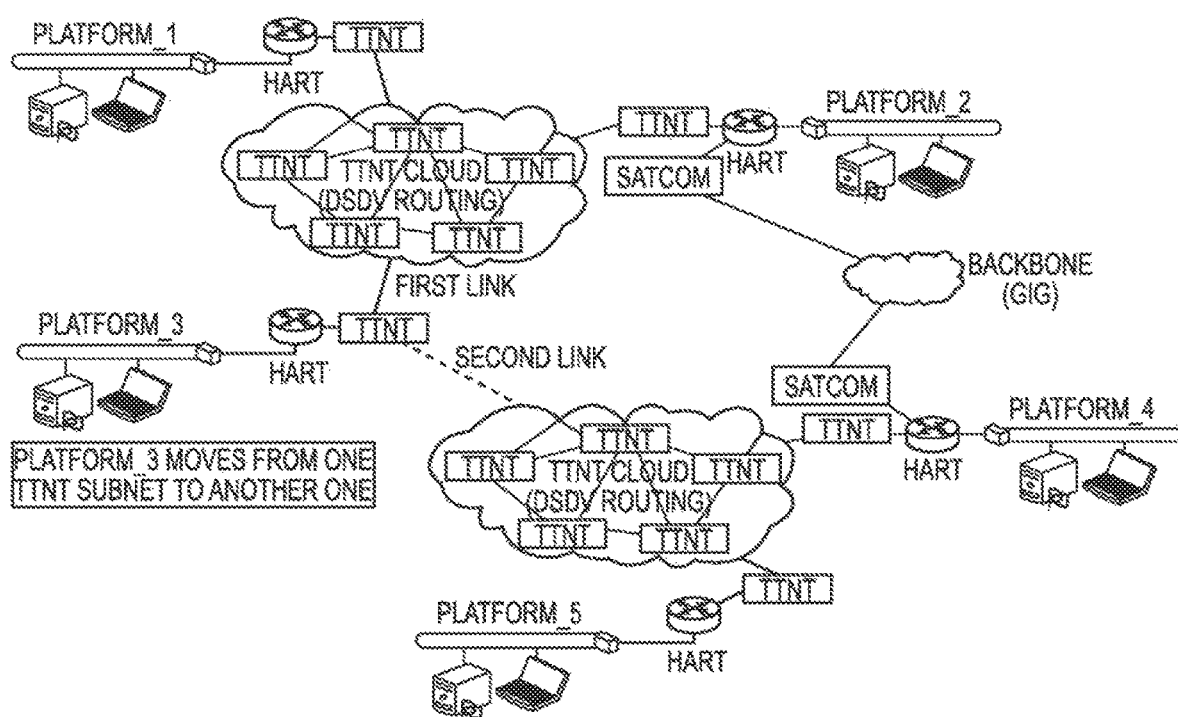 PLATFORM_1
TTNT
HART
TTNT
PLATFORM_2
HART
SATCOM
TTNT
TTNT
TTNT
TTNT CLOUD
(DSDV ROUTING)
TTNT
TTNT
FIRST LINK
BACKBONE
(GIG)
PLATFORM_3
TTNT
HART
SECOND LINK
SATCOM
PLATFORM_4
TTNT
HART
PLATFORM_3 MOVES FROM ONE
TTNT SUBNET TO ANOTHER ONE
TTNT
TTNT
TTNT
TTNT CLOUD
(DSDV ROUTING)
TTNT
TTNT
TTNT
PLATFORM_5
HART